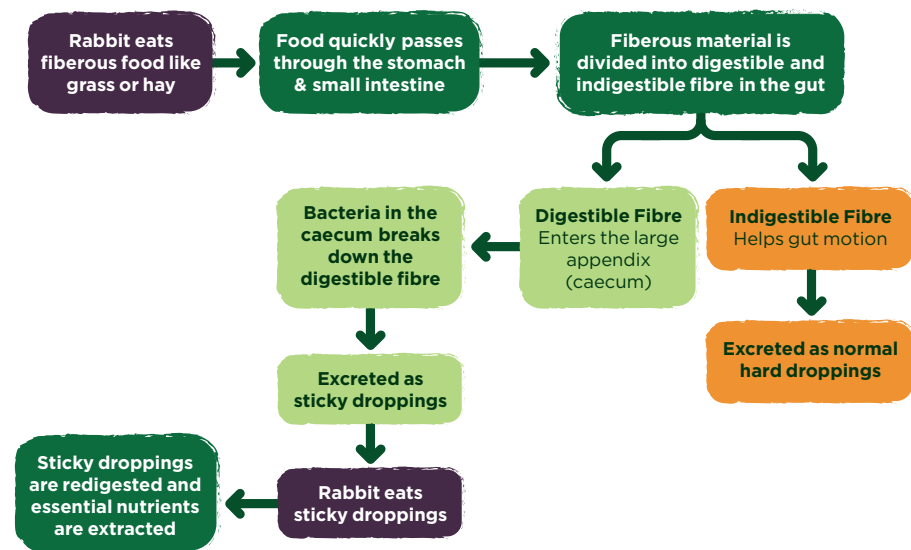 Rabbit eats
fiberous food like
grass or hay
Food quickly passes
through the stomach
& small intestine
Fiberous material is
divided into digestible and
indigestible fibre in the gut
Bacteria in the
caecum breaks
down the
digestible fibre
Digestible Fibre
Enters the large
appendix
(caecum)
Indigestible Fibre
Helps gut motion
Excreted as normal
hard droppings
Excreted as
sticky droppings
Sticky droppings
are redigested and
essential nutrients
are extracted
Rabbit eats
sticky droppings